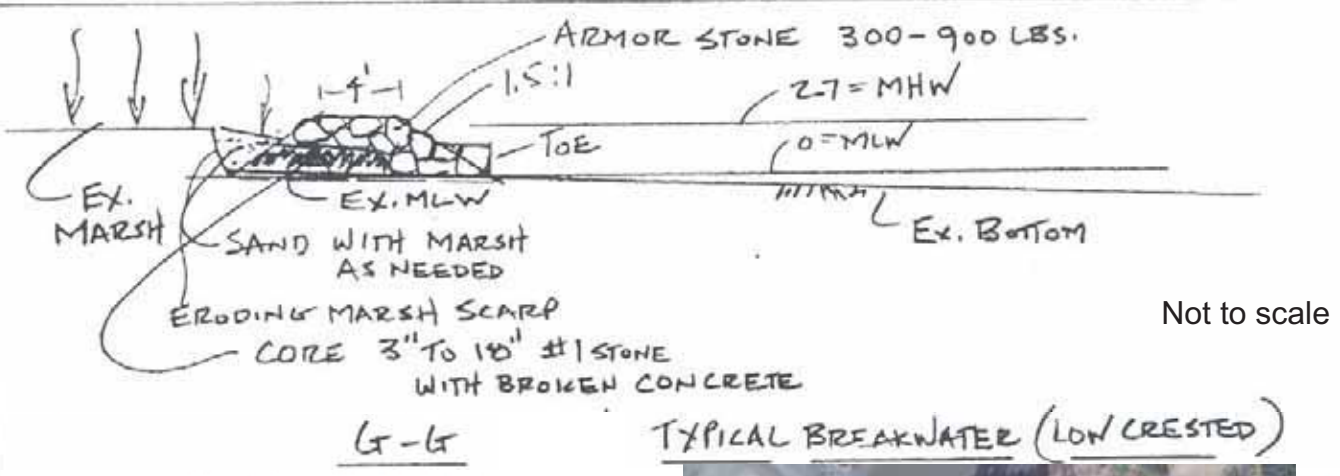 ARMOR STONE 300-900 LBS.
4'
1.5:1
2.7=MHW
TOE
0=MLW
EX. MARSH
EX. MLW
EX. BOTTOM
SAND WITH MARSH
AS NEEDED
ERODING MARSH SCARP
Not to scale
CORE 3" TO 18" #1 STONE
WITH BROKEN CONCRETE
G-G
TYPICAL BREAKWATER (LOW CRESTED)